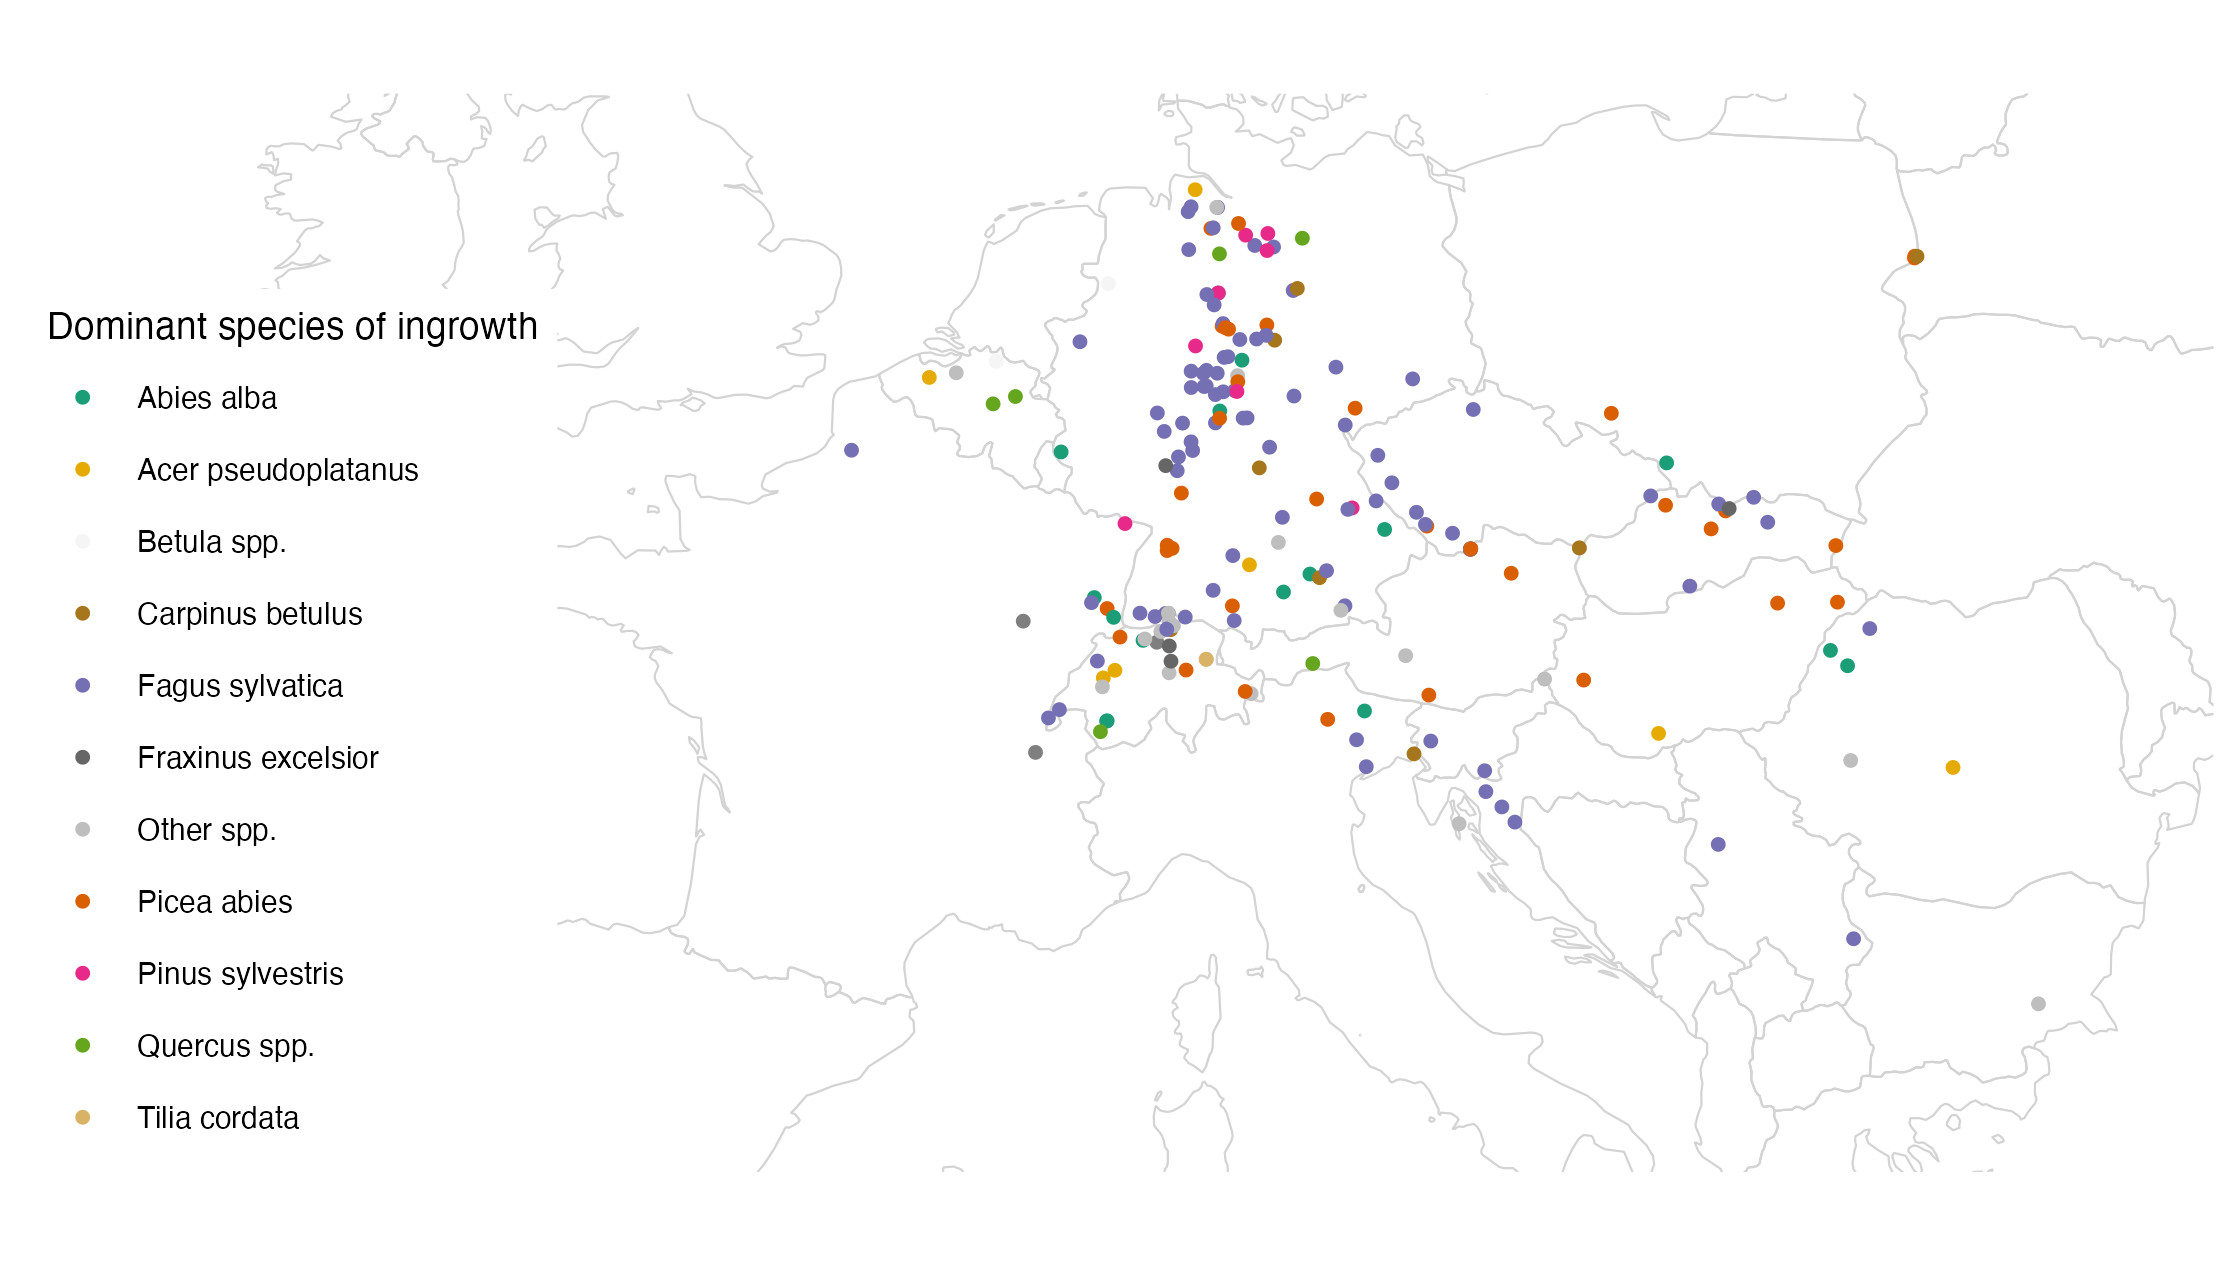 Dominant species of ingrowth
Abies alba
Acer pseudoplatanus
Betula spp.
Carpinus betulus
Fagus sylvatica
Fraxinus excelsior
Other spp.
Picea abies
Pinus sylvestris
Quercus spp.
Tilia cordata